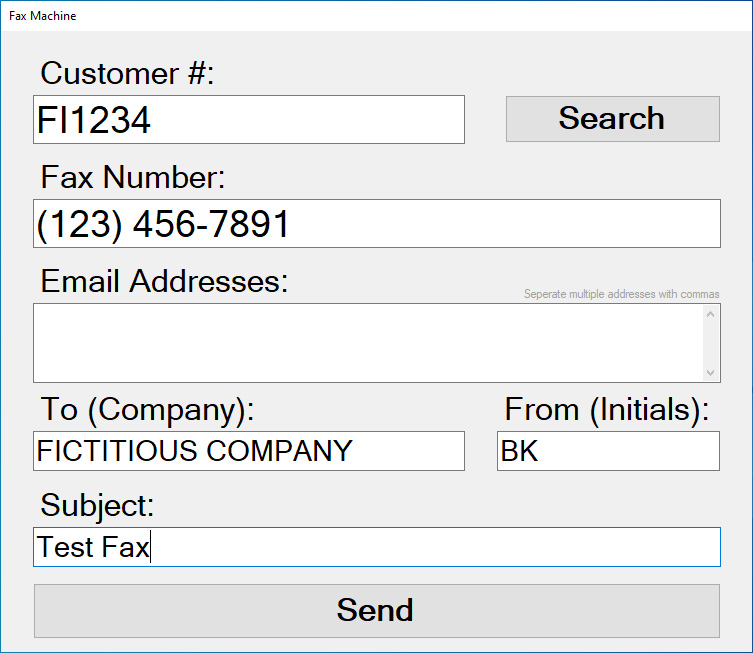 Fax Machine
Customer #:
FI1234
Search
Fax Number:
(123) 456-7891
Email Addresses:
Seperate multiple addresses with commas
To (Company):
From (Initials):
FICTITIOUS COMPANY
BK
Subject:
Test Fax
Send